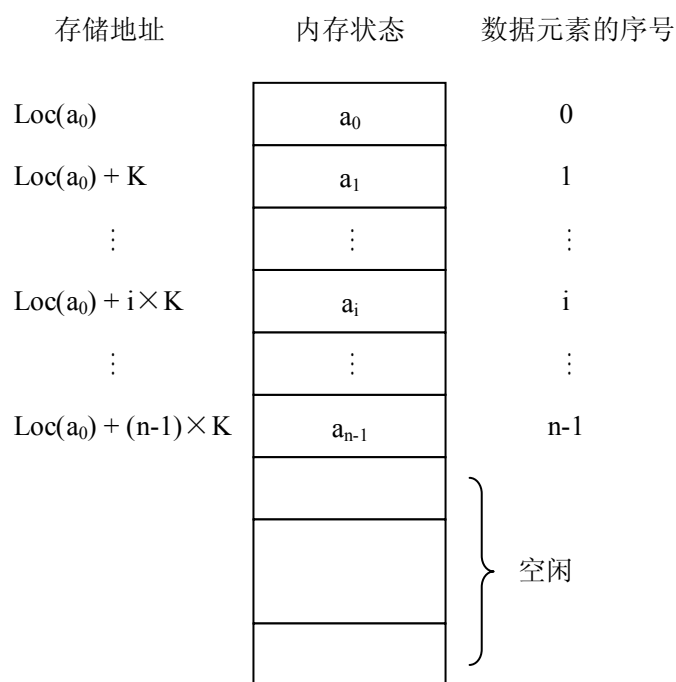 存储地址 内存状态 数据元素的序号
Loc(a₀) a₀ 0
Loc(a₀) + K a₁ 1
⋮ ⋮ ⋮
Loc(a₀) + i×K aᵢ i
⋮ ⋮ ⋮
Loc(a₀) + (n-1)×K aₙ₋₁ n-1
空闲